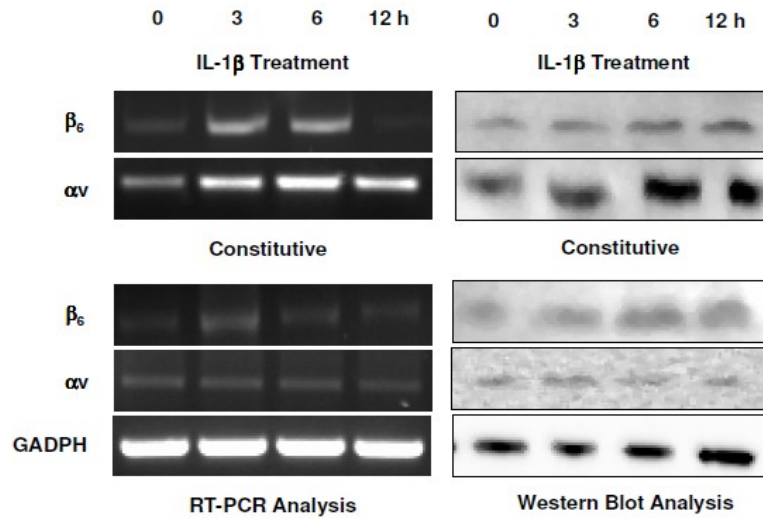 0 3 6 12 h 0 3 6 12 h
IL-1β Treatment IL-1β Treatment
β6
αv
Constitutive Constitutive
β6
αv
GADPH
RT-PCR Analysis Western Blot Analysis